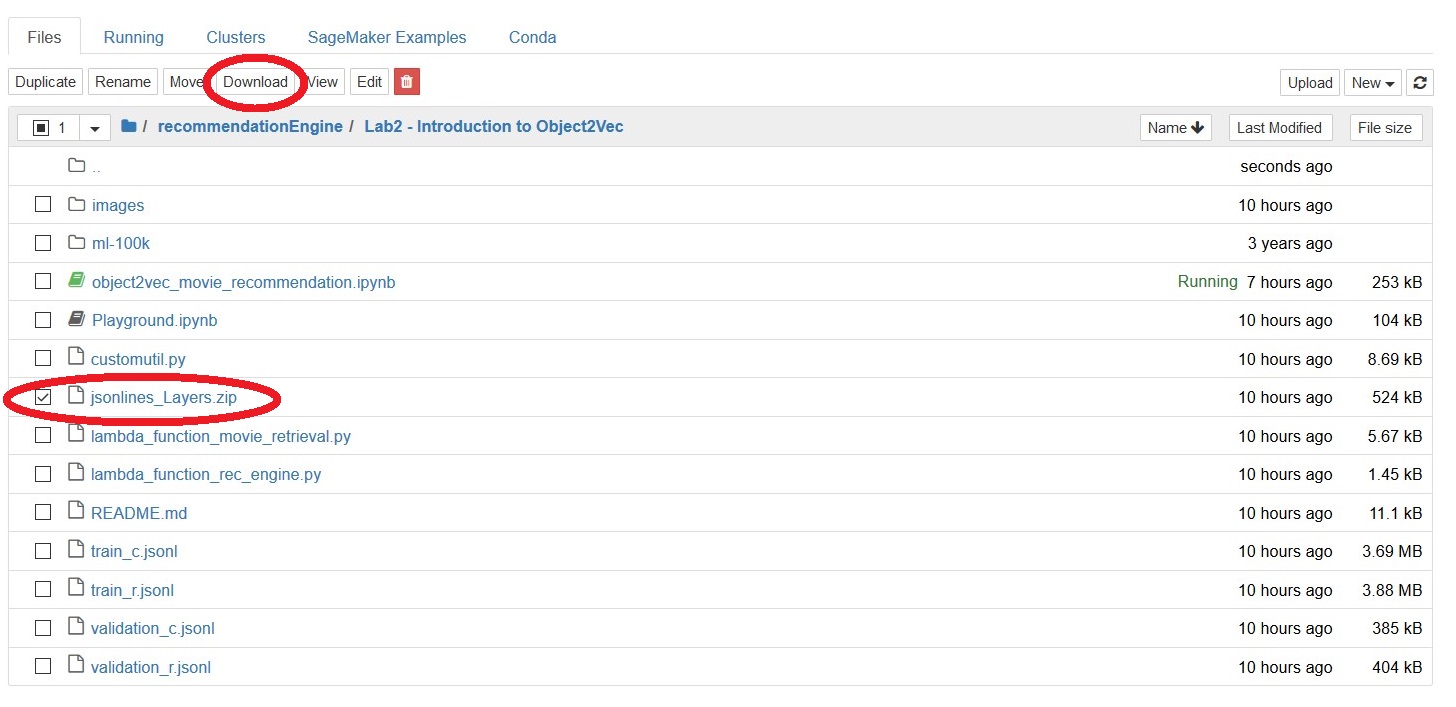 Files Running Clusters SageMaker Examples Conda
Duplicate Rename Move Download View Edit Upload New
1 / recommendationEngine / Lab2 - Introduction to Object2Vec Name Last Modified File size
.. seconds ago
images 10 hours ago
ml-100k 3 years ago
object2vec_movie_recommendation.ipynb Running 7 hours ago 253 kB
Playground.ipynb 10 hours ago 104 kB
customutil.py 10 hours ago 8.69 kB
jsonlines_Layers.zip 10 hours ago 524 kB
lambda_function_movie_retrieval.py 10 hours ago 5.67 kB
lambda_function_rec_engine.py 10 hours ago 1.45 kB
README.md 10 hours ago 11.1 kB
train_c.jsonl 10 hours ago 3.69 MB
train_r.jsonl 10 hours ago 3.88 MB
validation_c.jsonl 10 hours ago 385 kB
validation_r.jsonl 10 hours ago 404 kB